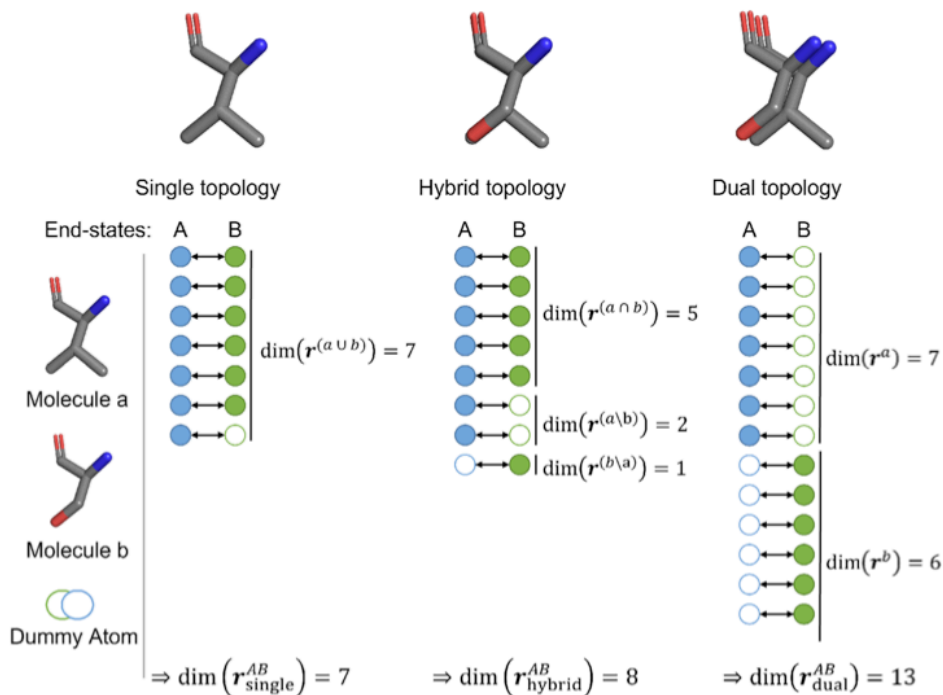 Single topology
Hybrid topology
Dual topology
End-states:
A
B
A
B
A
B
dim(r^(a ∪ b)) = 7
dim(r^(a ∩ b)) = 5
dim(r^(a\b)) = 2
dim(r^(b\a)) = 1
dim(r^a) = 7
dim(r^b) = 6
Molecule a
Molecule b
Dummy Atom
⇒ dim (r^AB_single) = 7
⇒ dim (r^AB_hybrid) = 8
⇒ dim(r^AB_dual) = 13